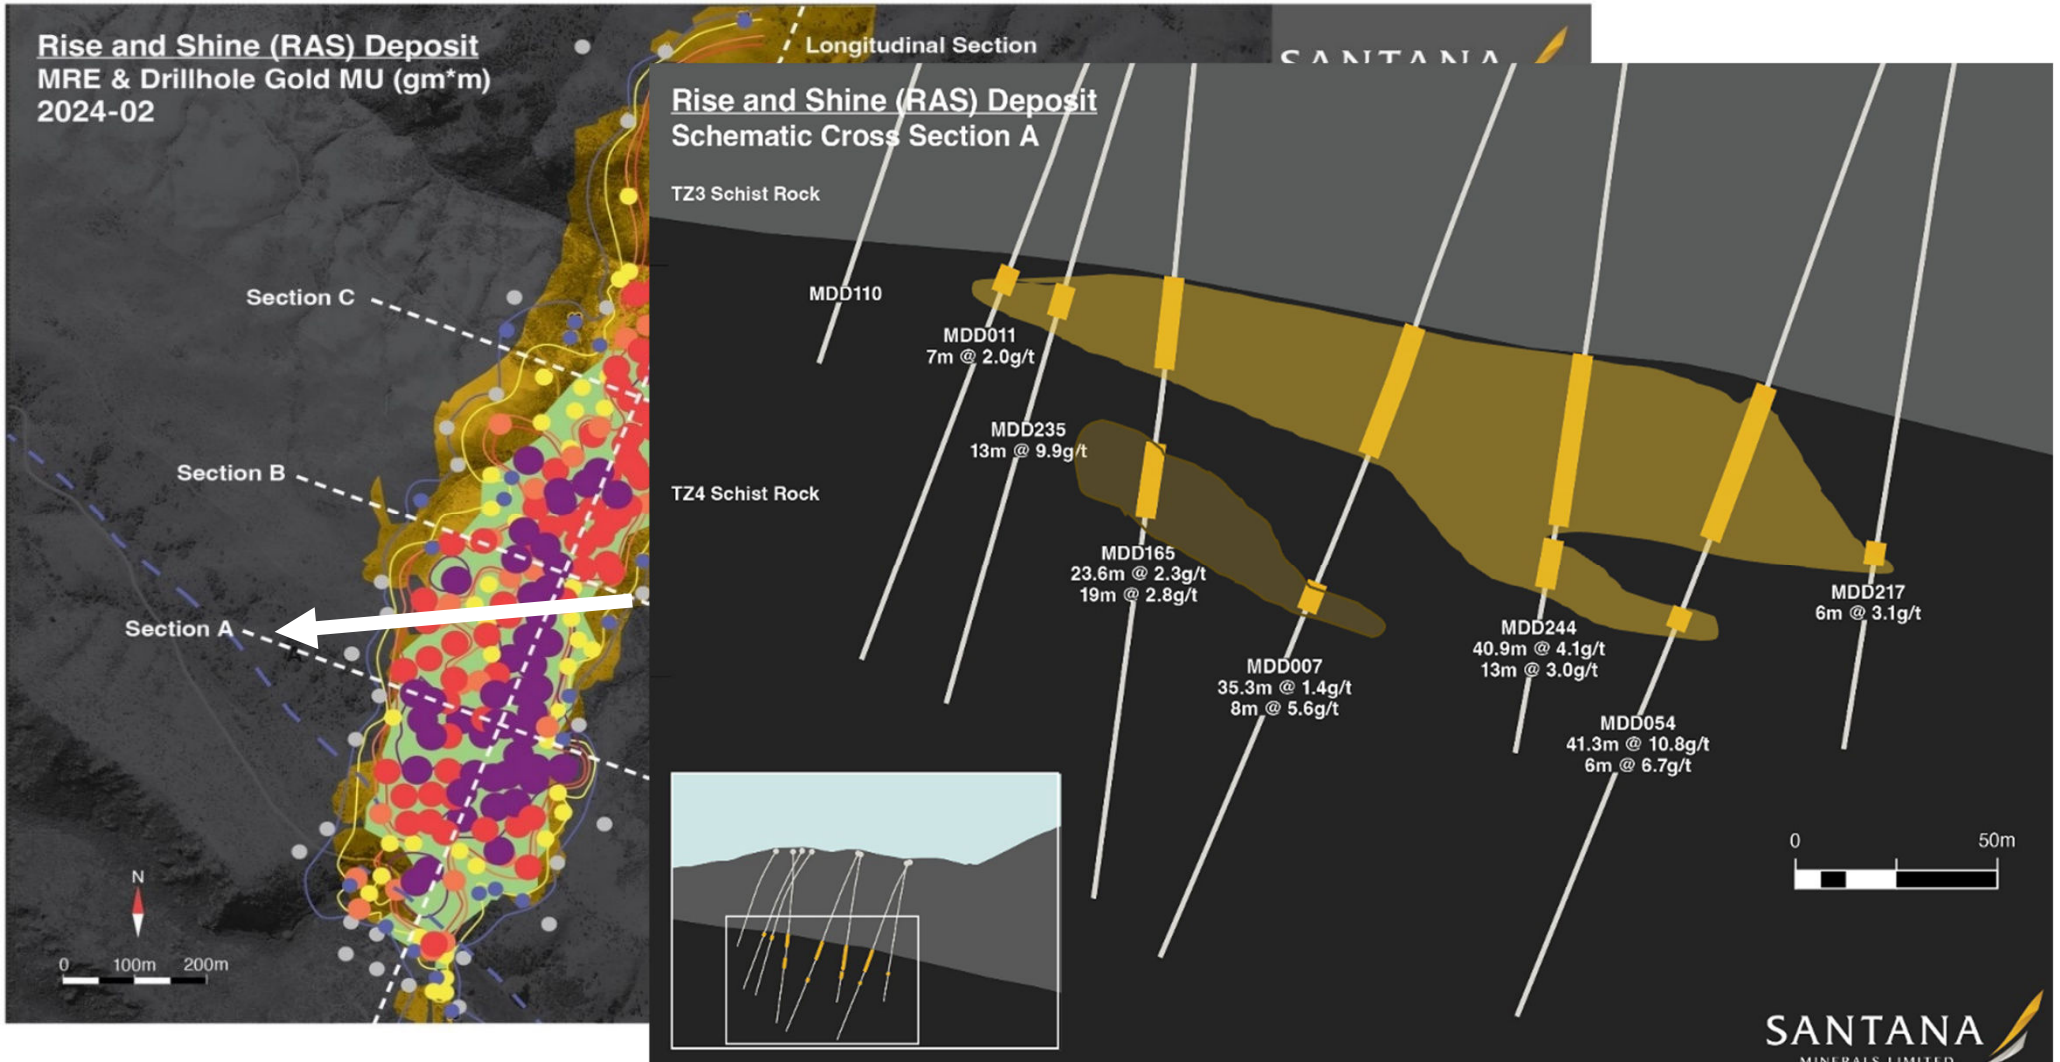 Rise and Shine (RAS) Deposit
MRE & Drillhole Gold MU (gm*m)
2024-02
Longitudinal Section
SANTANA
Section C
Section B
Section A
A
N
0 100m 200m
Rise and Shine (RAS) Deposit
Schematic Cross Section A
TZ3 Schist Rock
MDD110
MDD011
7m @ 2.0g/t
MDD235
13m @ 9.9g/t
TZ4 Schist Rock
MDD165
23.6m @ 2.3g/t
19m @ 2.8g/t
MDD007
35.3m @ 1.4g/t
8m @ 5.6g/t
MDD244
40.9m @ 4.1g/t
13m @ 3.0g/t
MDD054
41.3m @ 10.8g/t
6m @ 6.7g/t
MDD217
6m @ 3.1g/t
0 50m
SANTANA
MINERALS LIMITED